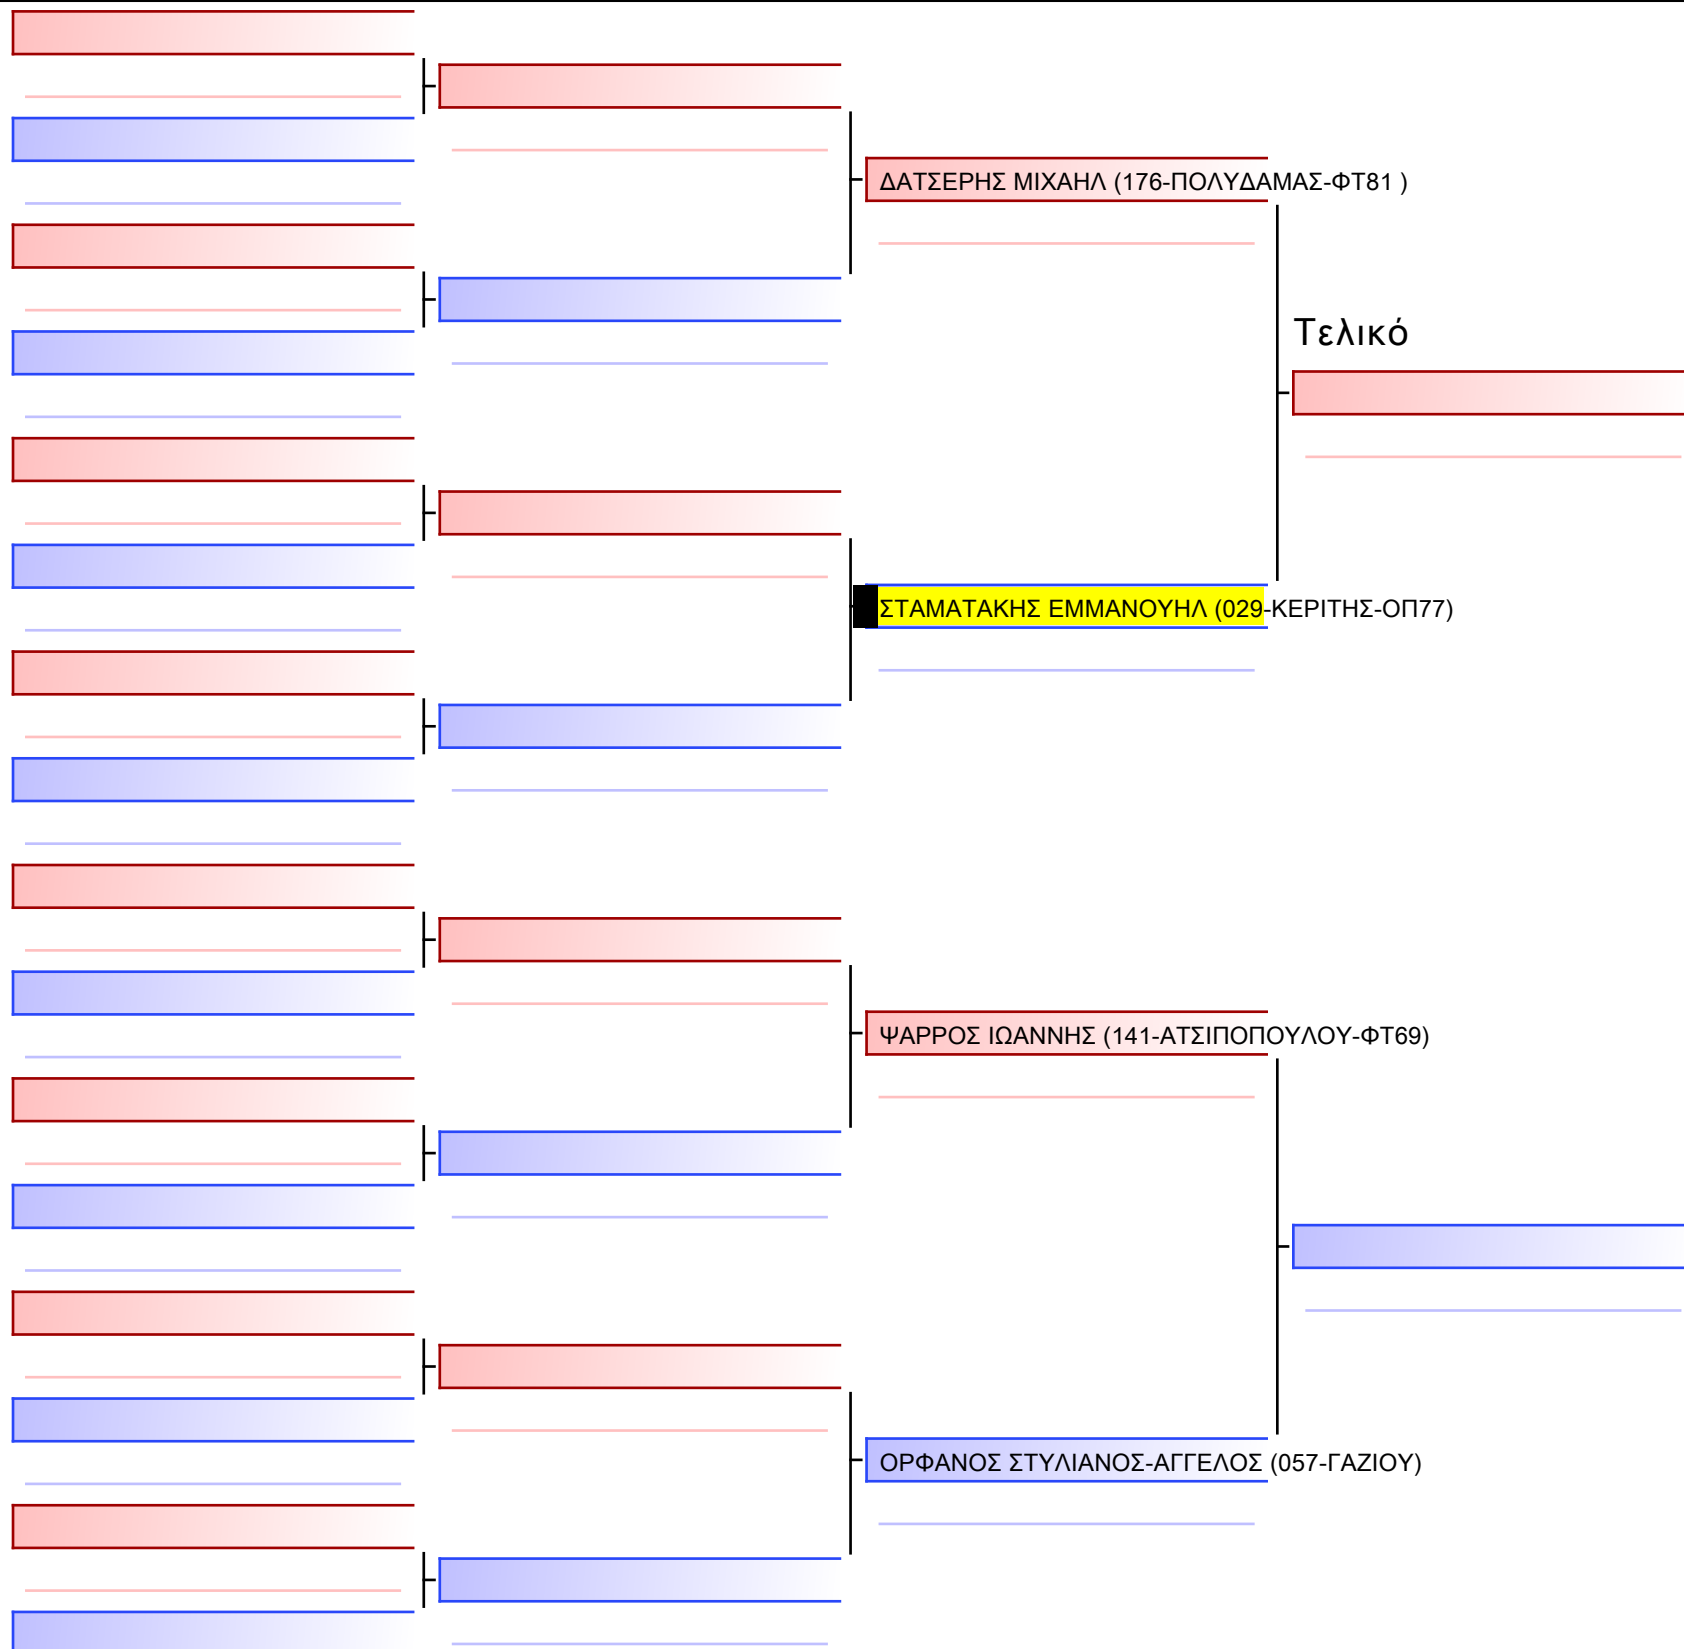 ΔΑΤΣΕΡΗΣ ΜΙΧΑΗΛ (176-ΠΟΛΥΔΑΜΑΣ-ΦΤ81 )
Τελικό
ΣΤΑΜΑΤΑΚΗΣ ΕΜΜΑΝΟΥΗΛ (029-ΚΕΡΙΤΗΣ-ΟΠ77)
ΨΑΡΡΟΣ ΙΩΑΝΝΗΣ (141-ΑΤΣΙΠΟΠΟΥΛΟΥ-ΦΤ69)
ΟΡΦΑΝΟΣ ΣΤΥΛΙΑΝΟΣ-ΑΓΓΕΛΟΣ (057-ΓΑΖΙΟΥ)